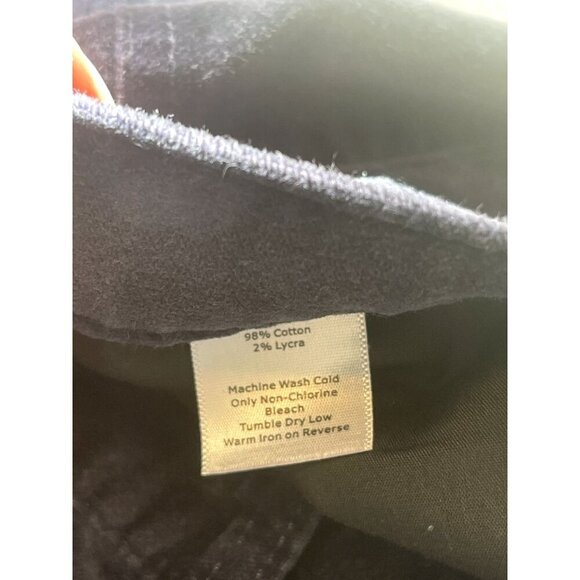 98% Cotton
2% Lycra
Machine Wash Cold
Only Non-Chlorine
Bleach
Tumble Dry Low
Warm Iron on Reverse